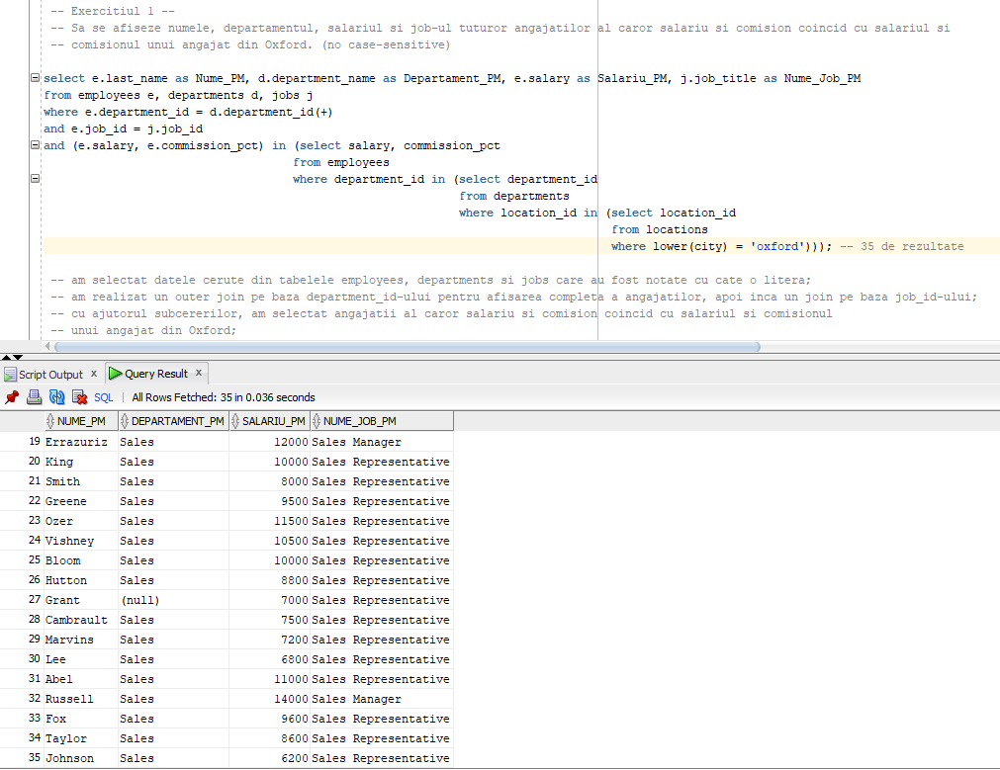 -- Exercitiul 1 --
-- Sa se afiseze numele, departamentul, salariul si job-ul tuturor angajatilor al caror salariu si comision coincid cu salariul si
-- comisionul unui angajat din Oxford. (no case-sensitive)
select e.last_name as Nume_PM, d.department_name as Departament_PM, e.salary as Salariu_PM, j.job_title as Nume_Job_PM
from employees e, departments d, jobs j
where e.department_id = d.department_id(+)
and e.job_id = j.job_id
and (e.salary, e.commission_pct) in (select salary, commission_pct
from employees
where department_id in (select department_id
from departments
where location_id in (select location_id
from locations
where lower(city) = 'oxford'))); -- 35 de rezultate
-- am selectat datele cerute din tabelele employees, departments si jobs care au fost notate cu cate o litera;
-- am realizat un outer join pe baza department_id-ului pentru afisarea completa a angajatilor, apoi inca un join pe baza job_id-ului;
-- cu ajutorul subcererilor, am selectat angajatii al caror salariu si comision coincid cu salariul si comisionul
-- unui angajat din Oxford;
Script Output x Query Result x
SQL | All Rows Fetched: 35 in 0.036 seconds
NUME_PM DEPARTAMENT_PM SALARIU_PM NUME_JOB_PM
19 Errazuriz Sales 12000 Sales Manager
20 King Sales 10000 Sales Representative
21 Smith Sales 8000 Sales Representative
22 Greene Sales 9500 Sales Representative
23 Ozer Sales 11500 Sales Representative
24 Vishney Sales 10500 Sales Representative
25 Bloom Sales 10000 Sales Representative
26 Hutton Sales 8800 Sales Representative
27 Grant (null) 7000 Sales Representative
28 Cambrault Sales 7500 Sales Representative
29 Marvins Sales 7200 Sales Representative
30 Lee Sales 6800 Sales Representative
31 Abel Sales 11000 Sales Representative
32 Russell Sales 14000 Sales Manager
33 Fox Sales 9600 Sales Representative
34 Taylor Sales 8600 Sales Representative
35 Johnson Sales 6200 Sales Representative